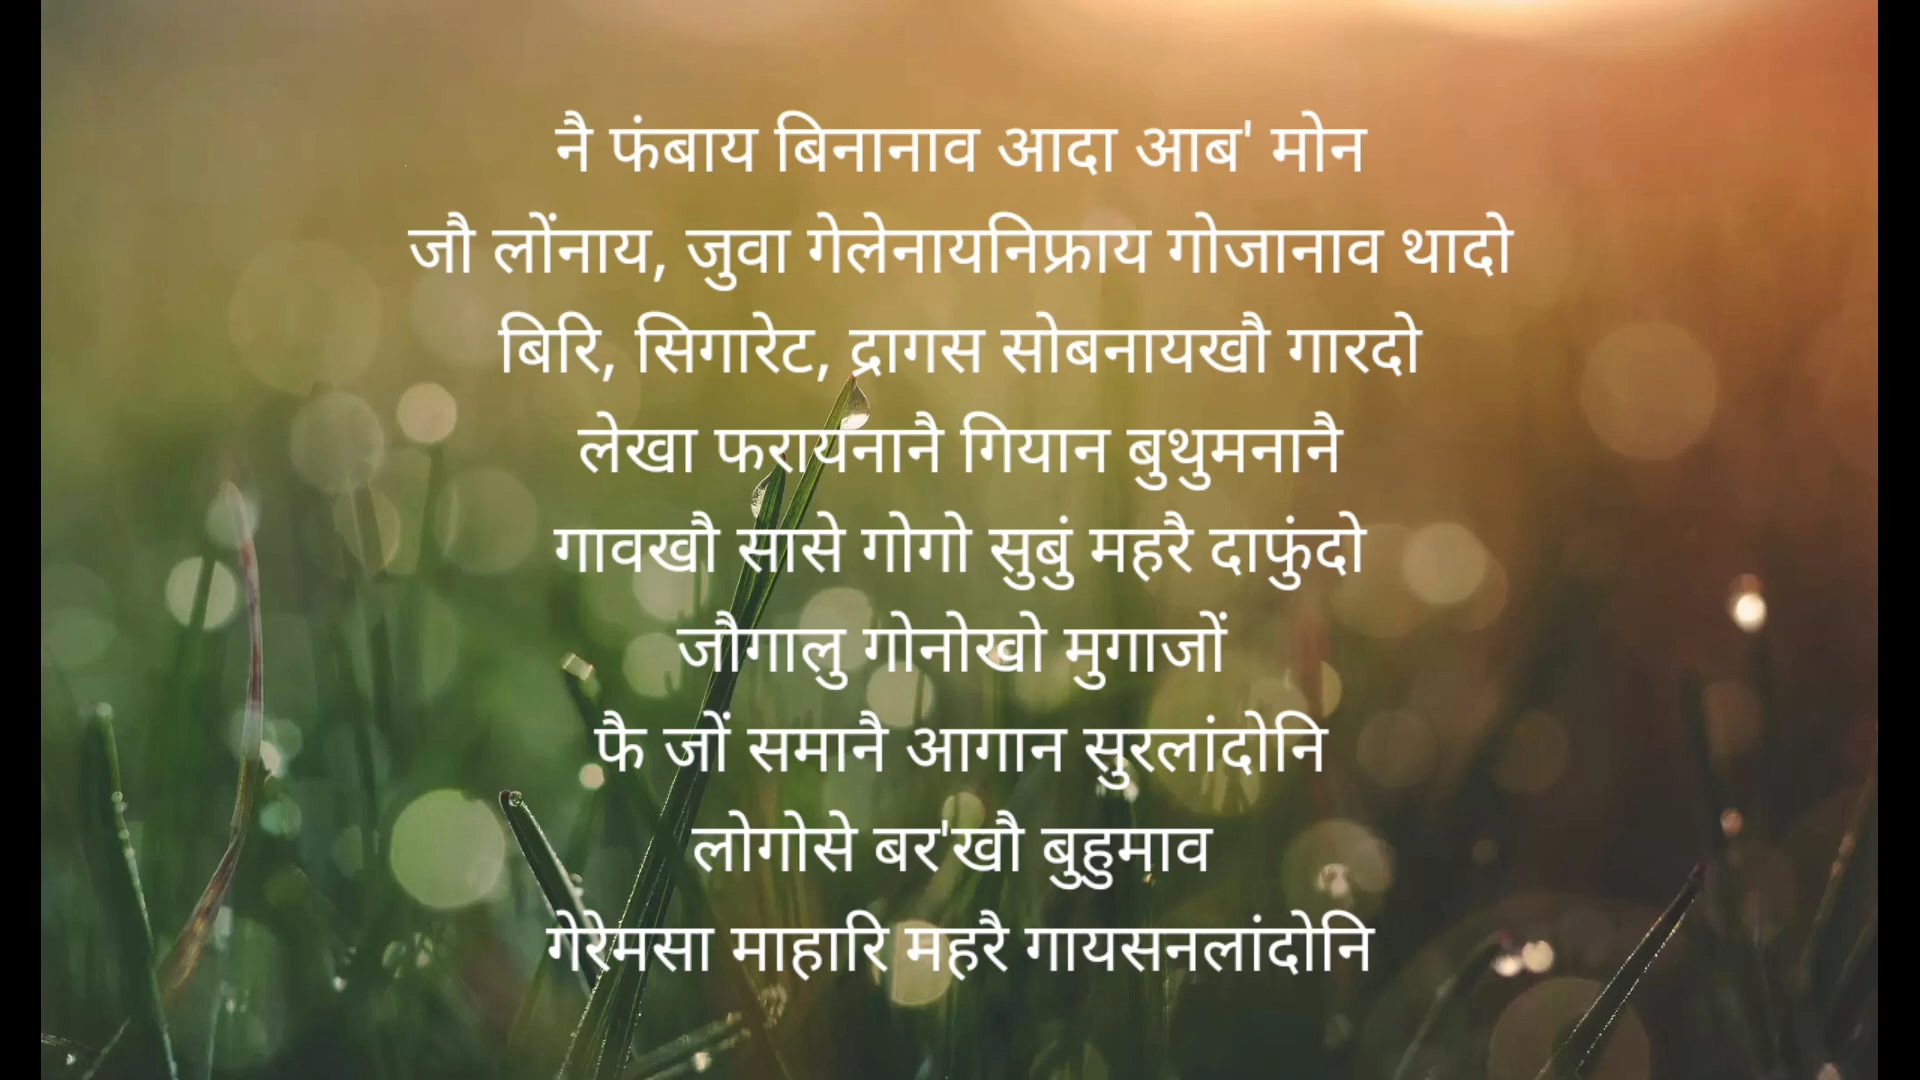 नै फंबाय बिनानाव आदा आब' मोन
जौ लोंनाय, जुवा गेलेनायनिफ्राय गोजानाव थादो
बिरि, सिगारेट, द्रागस सोबनायखौ गारदो
लेखा फरायनानै गियान बुथुमनानै
गावखौ सासे गोगो सुबुं महरै दाफुंदो
जौगालु गोनोखो मुगाजों
फै जों समानै आगान सुरलांदोनि
लोगोसे बर'खौ बुहुमाव
गेरेमसा माहारि महरै गायसनलांदोनि